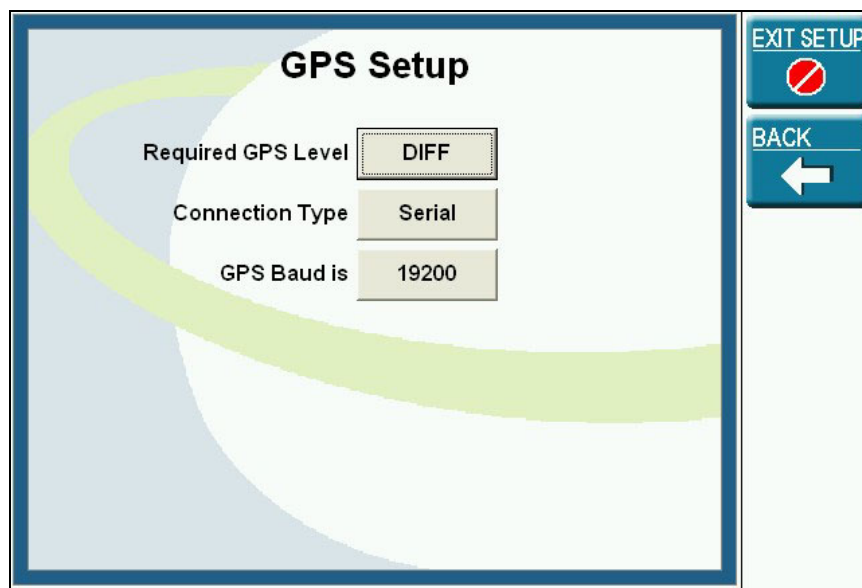 GPS Setup
Required GPS Level DIFF
Connection Type Serial
GPS Baud is 19200
EXIT SETUP
BACK